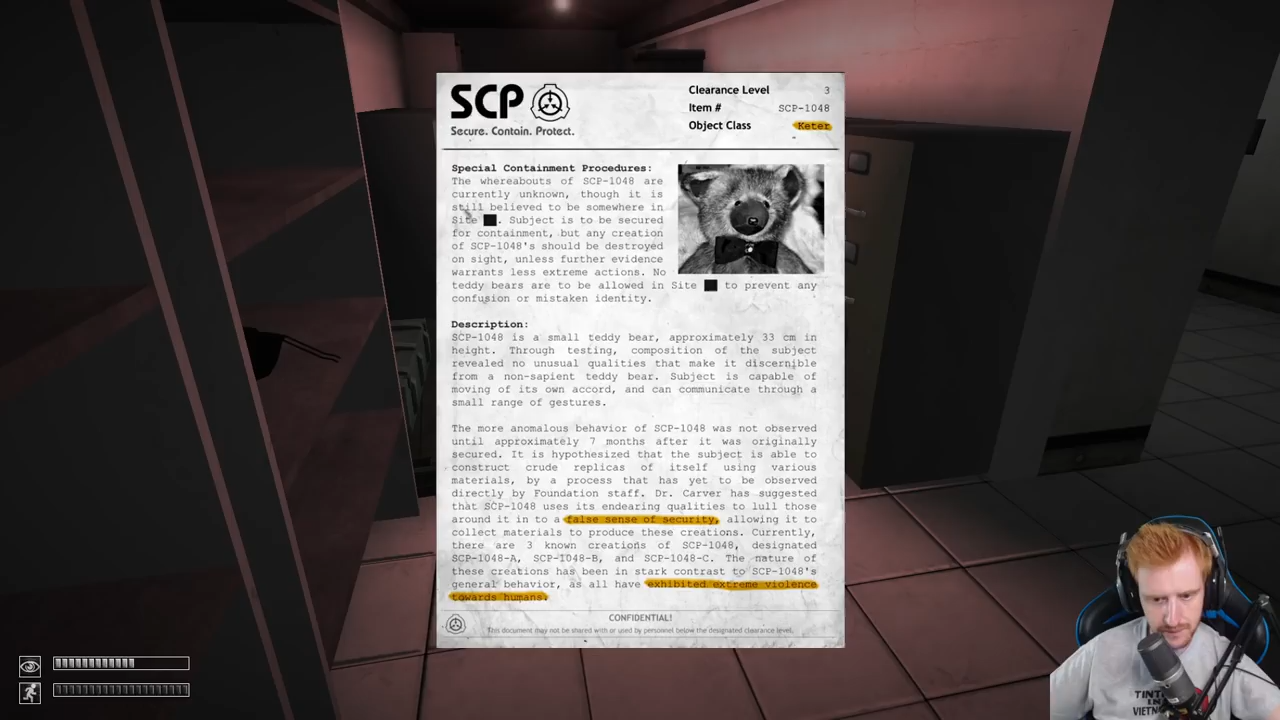 SCP
Secure. Contain. Protect.
Clearance Level 3
Item # SCP-1048
Object Class Keter
Special Containment Procedures:
The whereabouts of SCP-1048 are
currently unknown, though it is
still believed to be somewhere in
Site ██. Subject is to be secured
for containment, but any creation
of SCP-1048's should be destroyed
on sight, unless further evidence
warrants less extreme actions. No
teddy bears are to be allowed in Site ██ to prevent any
confusion or mistaken identity.
Description:
SCP-1048 is a small teddy bear, approximately 33 cm in
height. Through testing, composition of the subject
revealed no unusual qualities that make it discernible
from a non-sapient teddy bear. Subject is capable of
moving of its own accord, and can communicate through a
small range of gestures.
The more anomalous behavior of SCP-1048 was not observed
until approximately 7 months after it was originally
secured. It is hypothesized that the subject is able to
construct crude replicas of itself using various
materials, by a process that has yet to be observed
directly by Foundation staff. Dr. Carver has suggested
that SCP-1048 uses its endearing qualities to lull those
around it in to a false sense of security, allowing it to
collect materials to produce these creations. Currently,
there are 3 known creations of SCP-1048, designated
SCP-1048-A, SCP-1048-B, and SCP-1048-C. The nature of
these creations has been in stark contrast to SCP-1048's
general behavior, as all have exhibited extreme violence
towards humans.
CONFIDENTIAL!
This document may not be shared with or used by personnel below the designated clearance level.
TINT
IN
VIETN